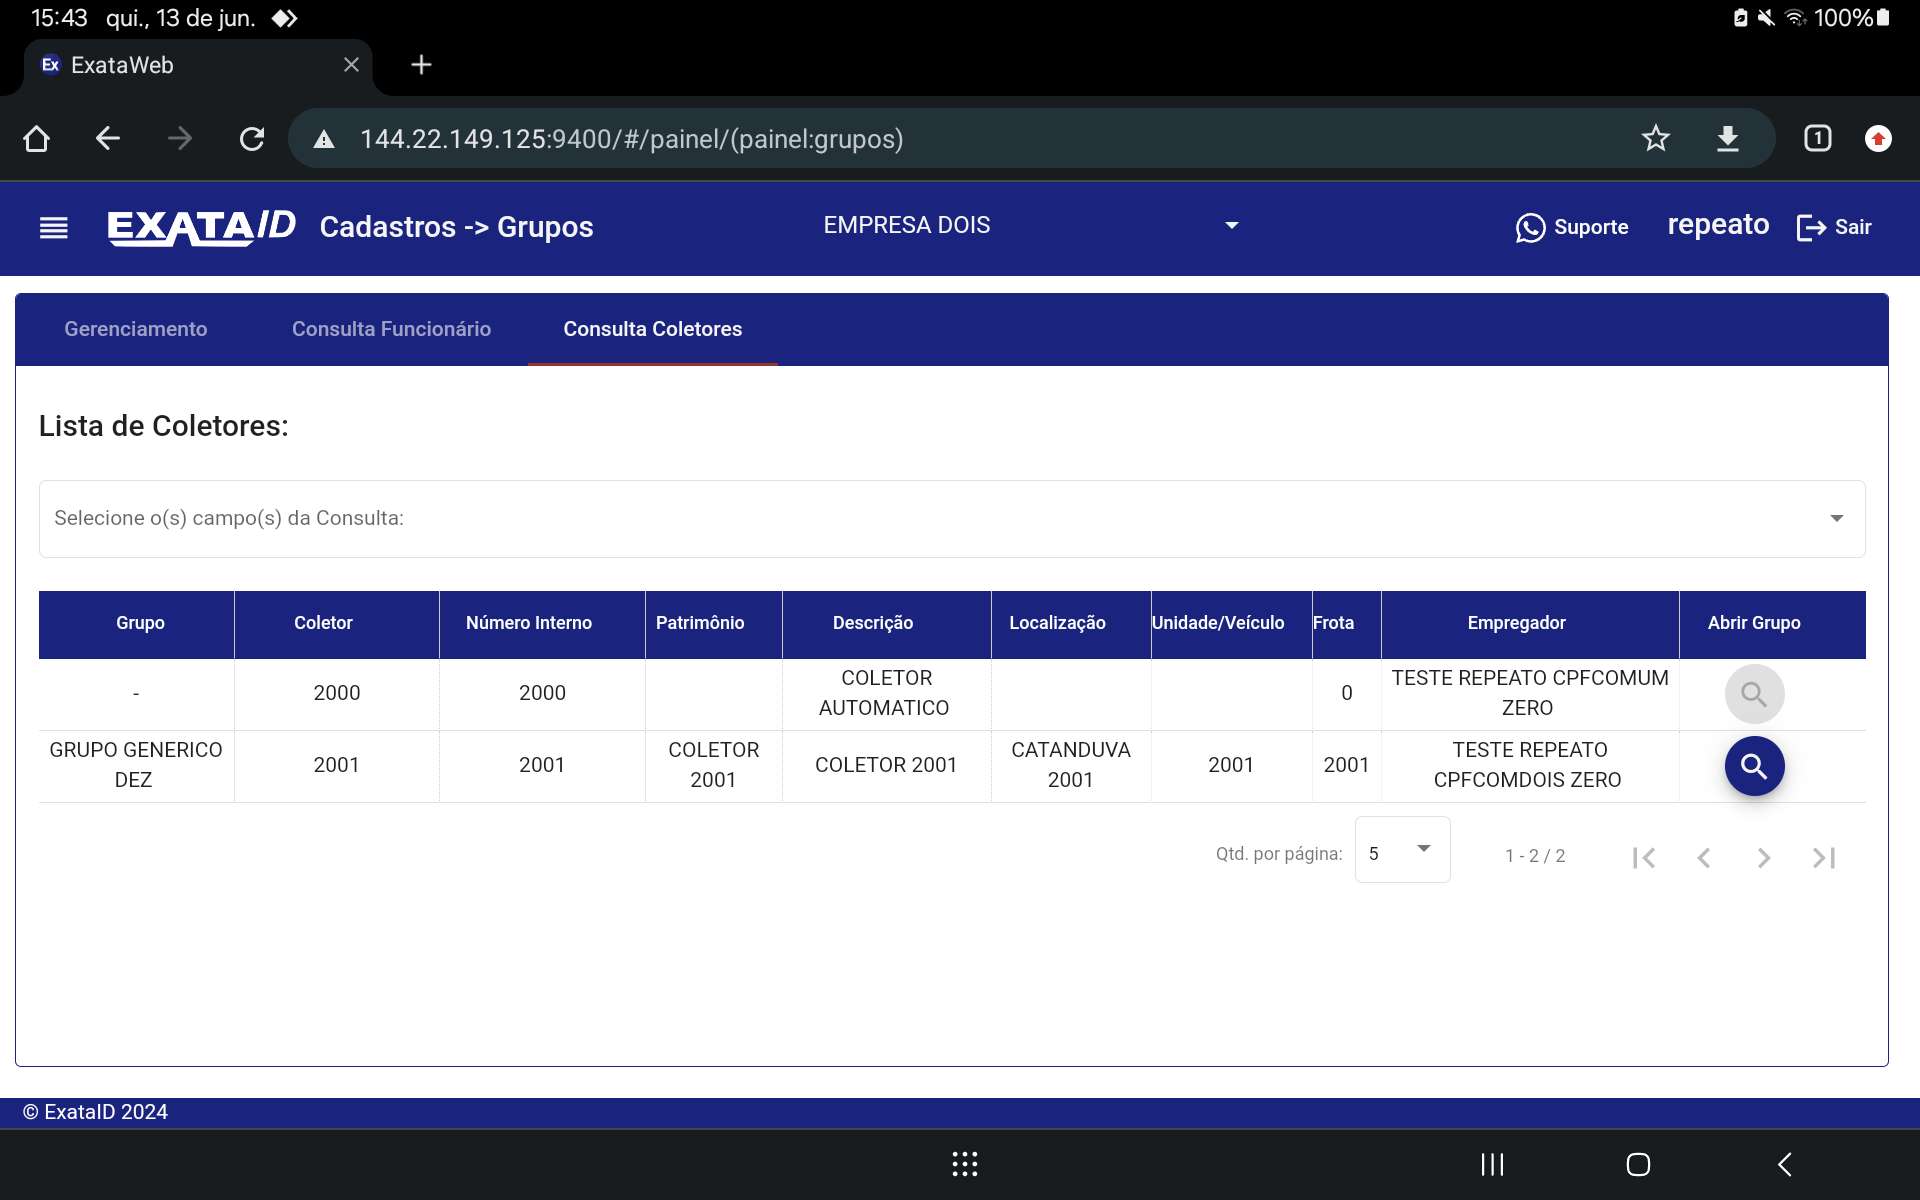 15:43 qui., 13 de jun. 100%
Ex ExataWeb
144.22.149.125:9400/#/painel/(painel:grupos) 1
EXATAID Cadastros -> Grupos EMPRESA DOIS Suporte repeato Sair
Gerenciamento Consulta Funcionário Consulta Coletores
Lista de Coletores:
Selecione o(s) campo(s) da Consulta:
Grupo Coletor Número Interno Patrimônio Descrição Localização Unidade/Veículo Frota Empregador Abrir Grupo
- 2000 2000 COLETOR AUTOMATICO 0 TESTE REPEATO CPFCOMUM ZERO
GRUPO GENERICO DEZ 2001 2001 COLETOR 2001 COLETOR 2001 CATANDUVA 2001 2001 2001 TESTE REPEATO CPFCOMDOIS ZERO
Qtd. por página: 5 1 - 2 / 2
© ExataID 2024